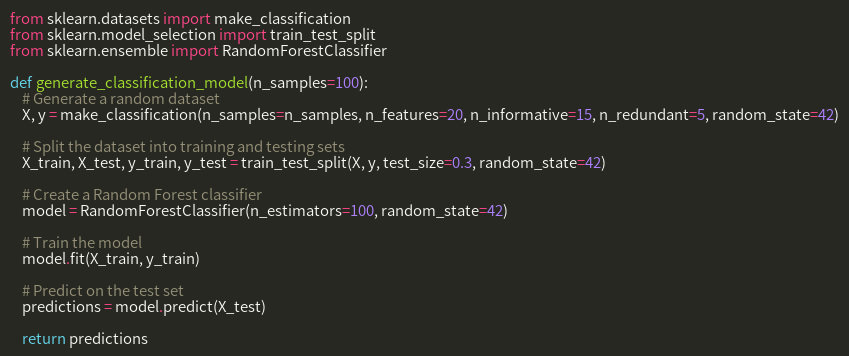 from sklearn.datasets import make_classification
from sklearn.model_selection import train_test_split
from sklearn.ensemble import RandomForestClassifier
def generate_classification_model(n_samples=100):
# Generate a random dataset
X, y = make_classification(n_samples=n_samples, n_features=20, n_informative=15, n_redundant=5, random_state=42)
# Split the dataset into training and testing sets
X_train, X_test, y_train, y_test = train_test_split(X, y, test_size=0.3, random_state=42)
# Create a Random Forest classifier
model = RandomForestClassifier(n_estimators=100, random_state=42)
# Train the model
model.fit(X_train, y_train)
# Predict on the test set
predictions = model.predict(X_test)
return predictions